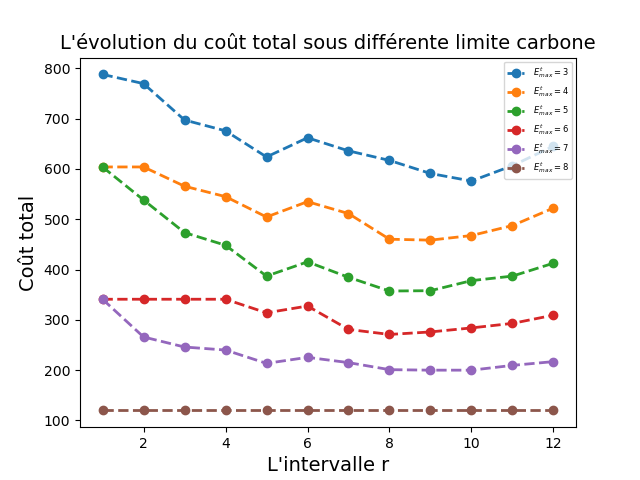 L'évolution du coût total sous différente limite carbone
Coût total
800
700
600
500
400
300
200
100
2 4 6 8 10 12
L'intervalle r
E^t_max = 3
E^t_max = 4
E^t_max = 5
E^t_max = 6
E^t_max = 7
E^t_max = 8